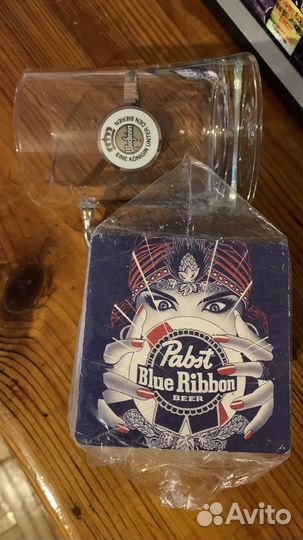 EINE KÖNIGIN UNTER DEN BIEREN
Pabst
Blue Ribbon
BEER
Avito